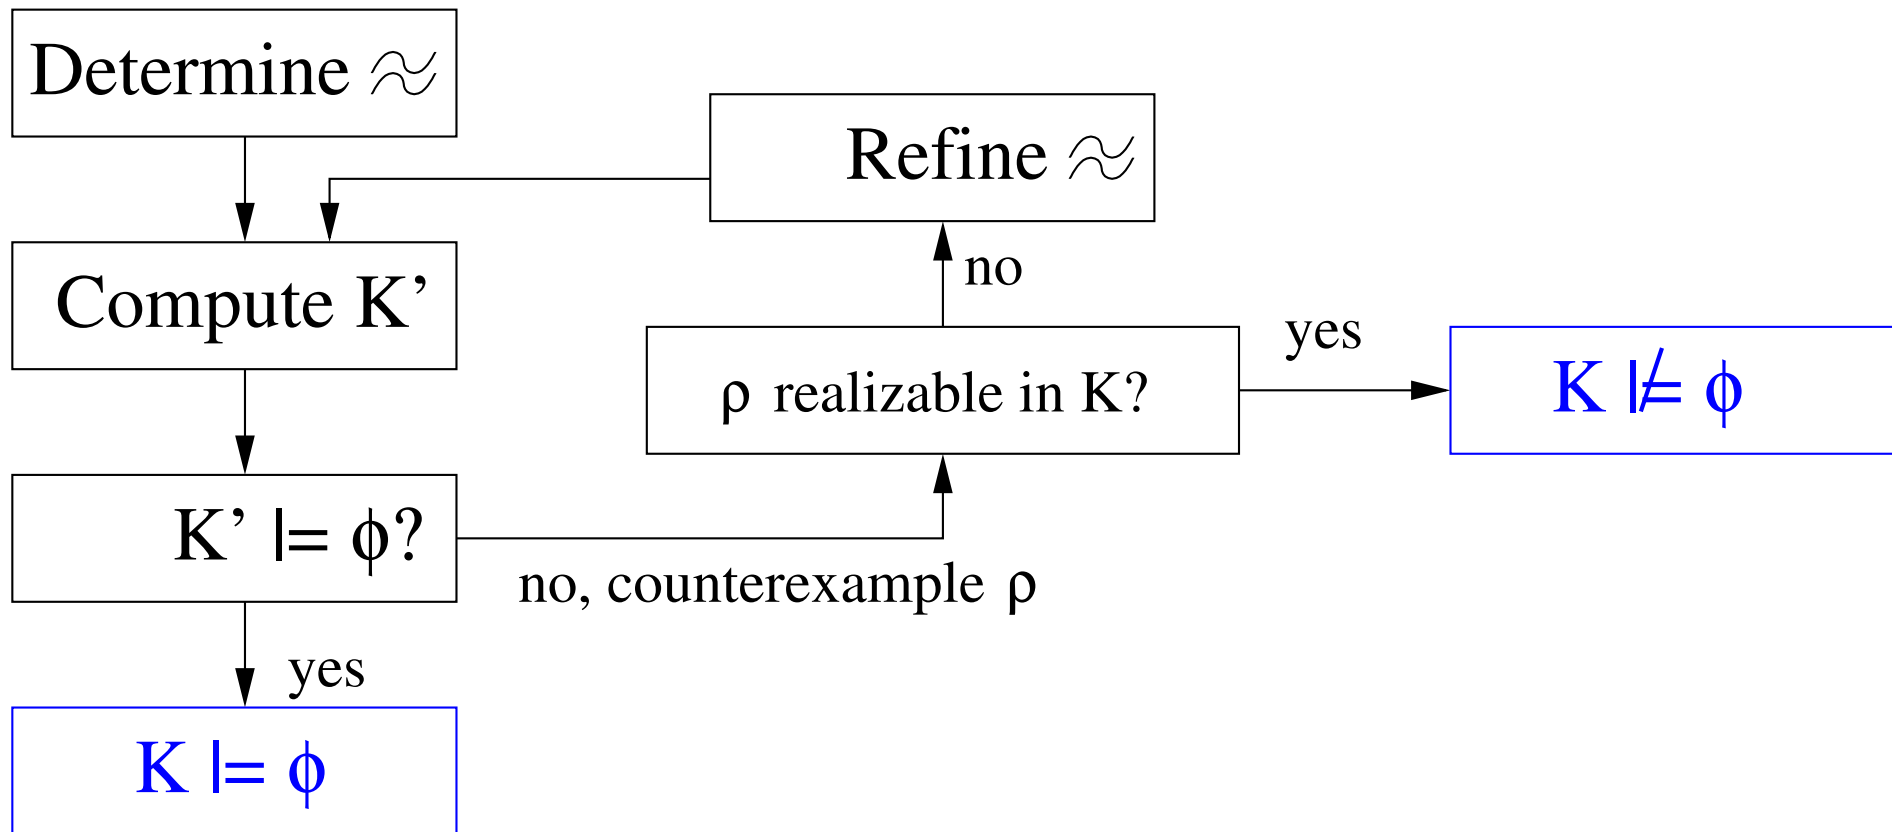 Determine ≈
Refine ≈
Compute K’
no
ρ realizable in K?
yes
K |≠ ϕ
K’ |= ϕ?
no, counterexample ρ
yes
K |= ϕ